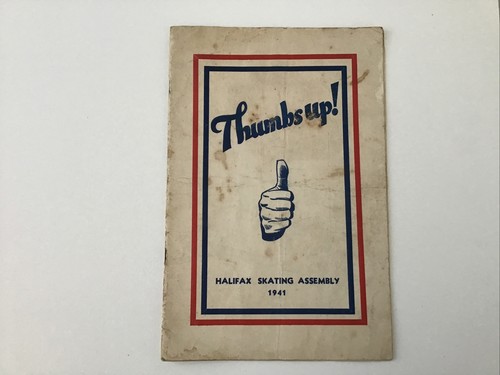 Thumbs up!
HALIFAX SKATING ASSEMBLY
1941